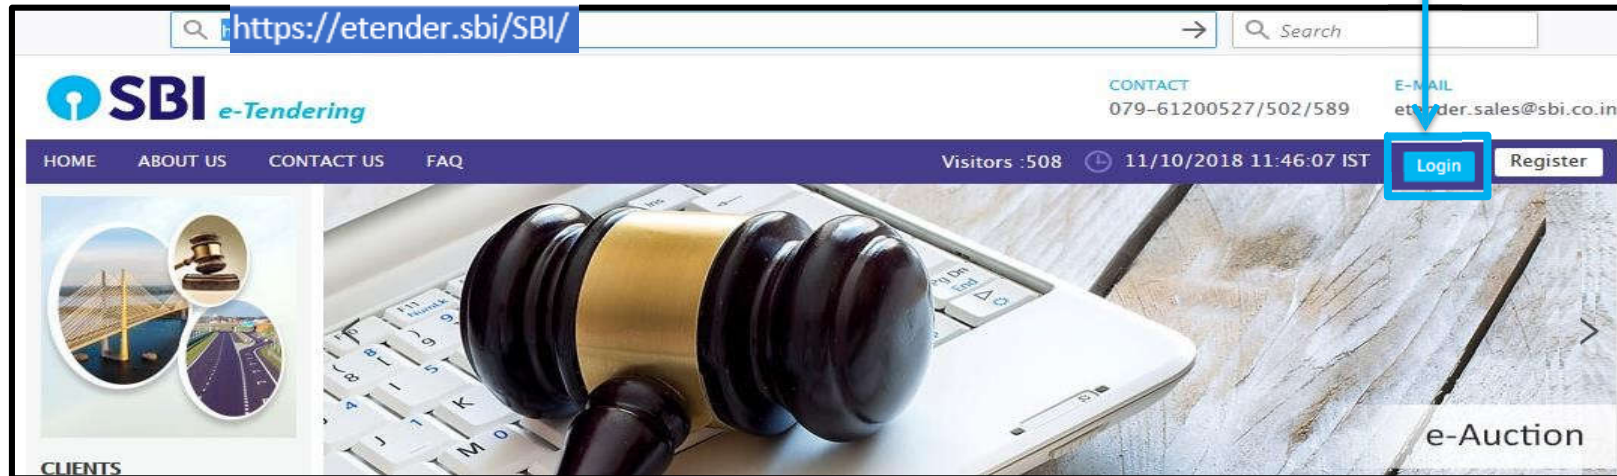 https://etender.sbi/SBI/
Search
SBI e-Tendering
CONTACT
079-61200527/502/589
E-MAIL
etender.sales@sbi.co.in
HOME ABOUT US CONTACT US FAQ Visitors :508 11/10/2018 11:46:07 IST Login Register
e-Auction
CLIENTS